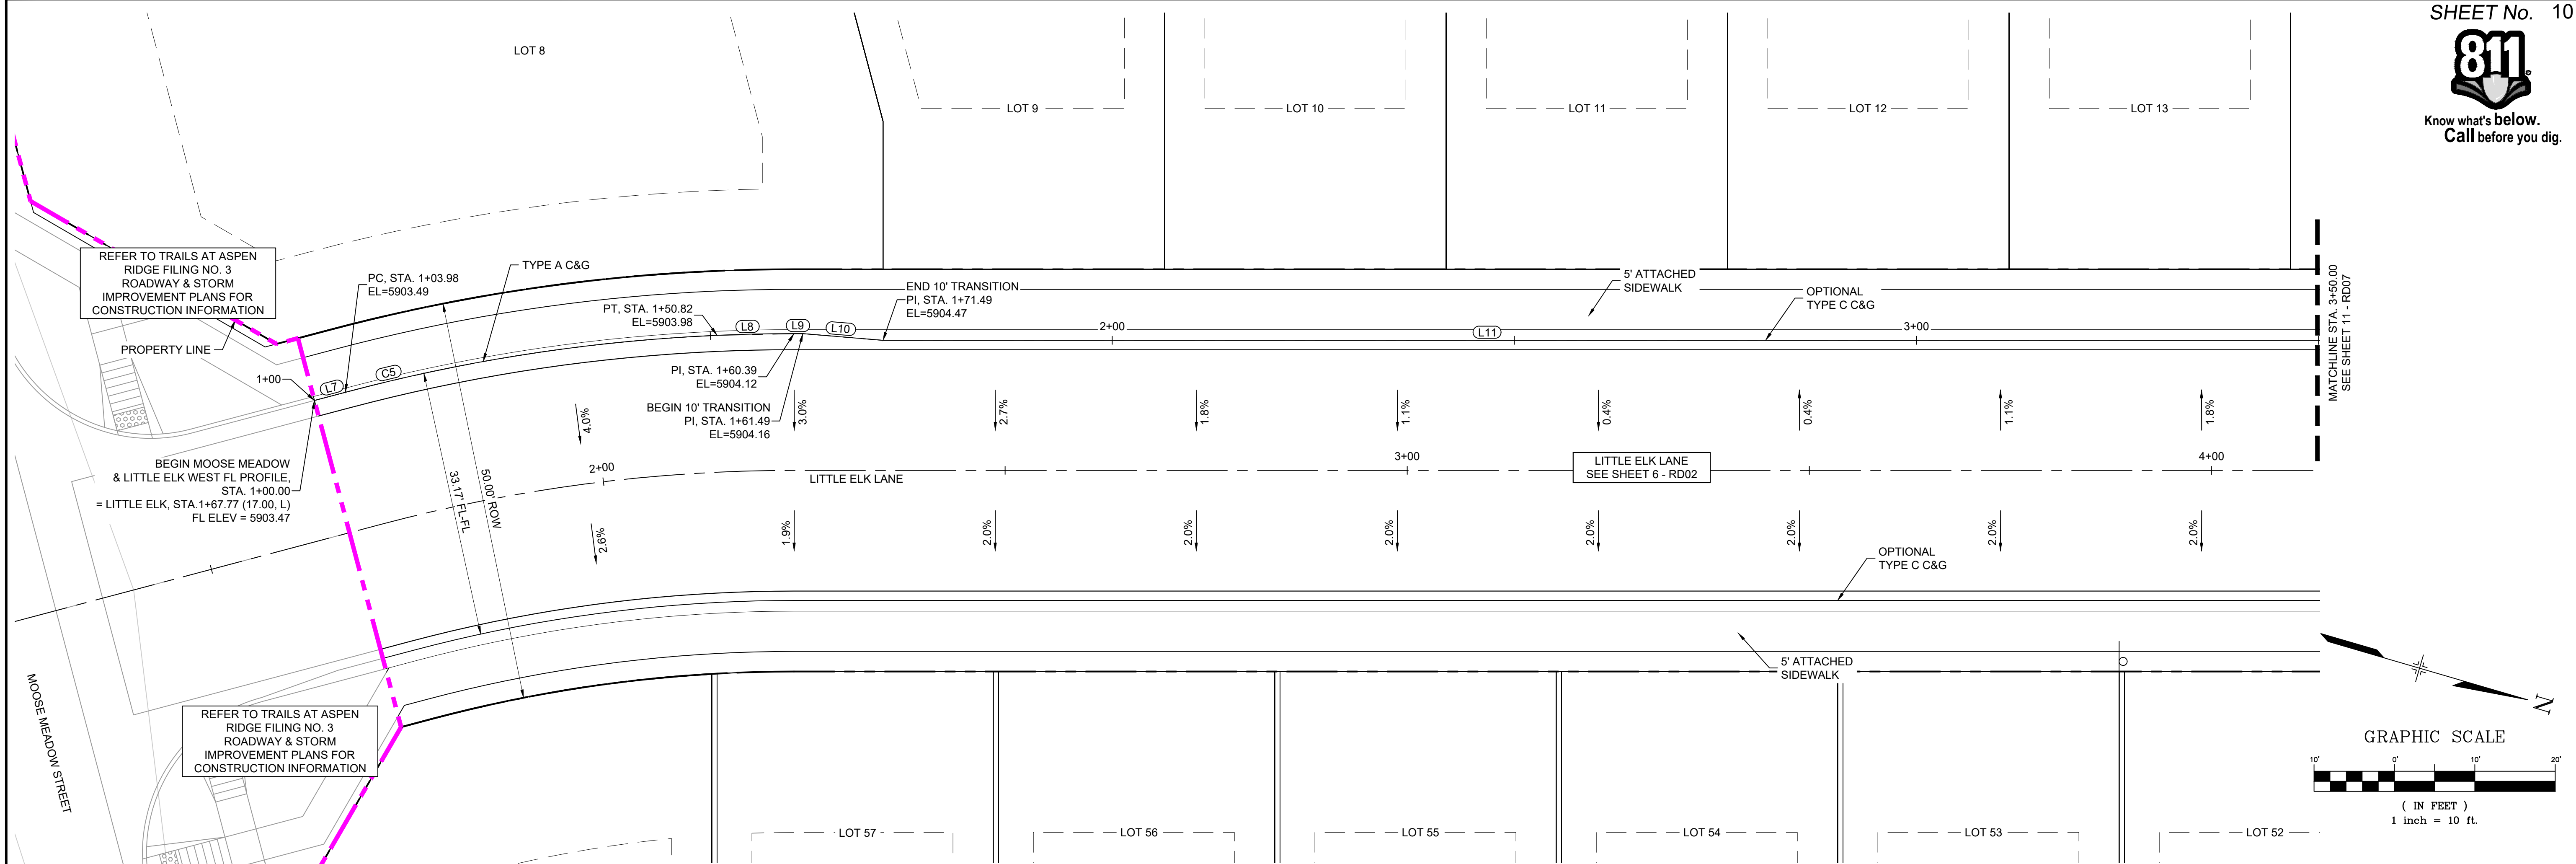 SHEET No. 10
811
Know what's below.
Call before you dig.
LOT 8
LOT 9
LOT 10
LOT 11
LOT 12
LOT 13
REFER TO TRAILS AT ASPEN
RIDGE FILING NO. 3
ROADWAY & STORM
IMPROVEMENT PLANS FOR
CONSTRUCTION INFORMATION
PROPERTY LINE
PC, STA. 1+03.98
EL=5903.49
TYPE A C&G
PT, STA. 1+50.82
EL=5903.98
L8
L9
L10
END 10' TRANSITION
PI, STA. 1+71.49
EL=5904.47
2+00
L11
5' ATTACHED
SIDEWALK
OPTIONAL
TYPE C C&G
3+00
MATCHLINE STA. 3+50.00
SEE SHEET 11 - RD07
1+00
L7
C5
PI, STA. 1+60.39
EL=5904.12
BEGIN 10' TRANSITION
PI, STA. 1+61.49
EL=5904.16
4.0%
3.0%
2.7%
1.8%
1.1%
0.4%
0.4%
1.1%
1.8%
BEGIN MOOSE MEADOW
& LITTLE ELK WEST FL PROFILE,
STA. 1+00.00
= LITTLE ELK, STA.1+67.77 (17.00, L)
FL ELEV = 5903.47
33.17' FL-FL
50.00' ROW
2+00
LITTLE ELK LANE
3+00
LITTLE ELK LANE
SEE SHEET 6 - RD02
4+00
2.6%
1.9%
2.0%
2.0%
2.0%
2.0%
2.0%
2.0%
2.0%
OPTIONAL
TYPE C C&G
5' ATTACHED
SIDEWALK
MOOSE MEADOW STREET
REFER TO TRAILS AT ASPEN
RIDGE FILING NO. 3
ROADWAY & STORM
IMPROVEMENT PLANS FOR
CONSTRUCTION INFORMATION
LOT 57
LOT 56
LOT 55
LOT 54
LOT 53
LOT 52
N
GRAPHIC SCALE
10' 0' 10' 20'
( IN FEET )
1 inch = 10 ft.